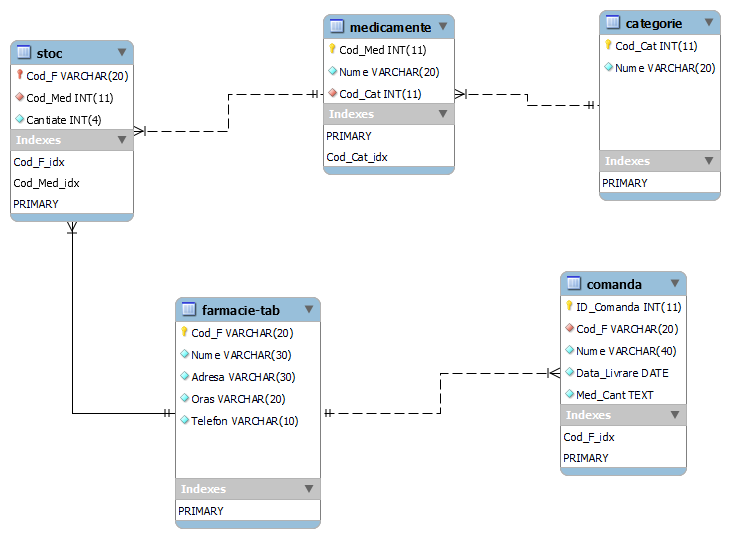 stoc
Cod_F VARCHAR(20)
Cod_Med INT(11)
Cantiate INT(4)
Indexes
Cod_F_idx
Cod_Med_idx
PRIMARY
medicamente
Cod_Med INT(11)
Nume VARCHAR(20)
Cod_Cat INT(11)
Indexes
PRIMARY
Cod_Cat_idx
categorie
Cod_Cat INT(11)
Nume VARCHAR(20)
Indexes
PRIMARY
farmacie-tab
Cod_F VARCHAR(20)
Nume VARCHAR(30)
Adresa VARCHAR(30)
Oras VARCHAR(20)
Telefon VARCHAR(10)
Indexes
PRIMARY
comanda
ID_Comanda INT(11)
Cod_F VARCHAR(20)
Nume VARCHAR(40)
Data_Livrare DATE
Med_Cant TEXT
Indexes
Cod_F_idx
PRIMARY